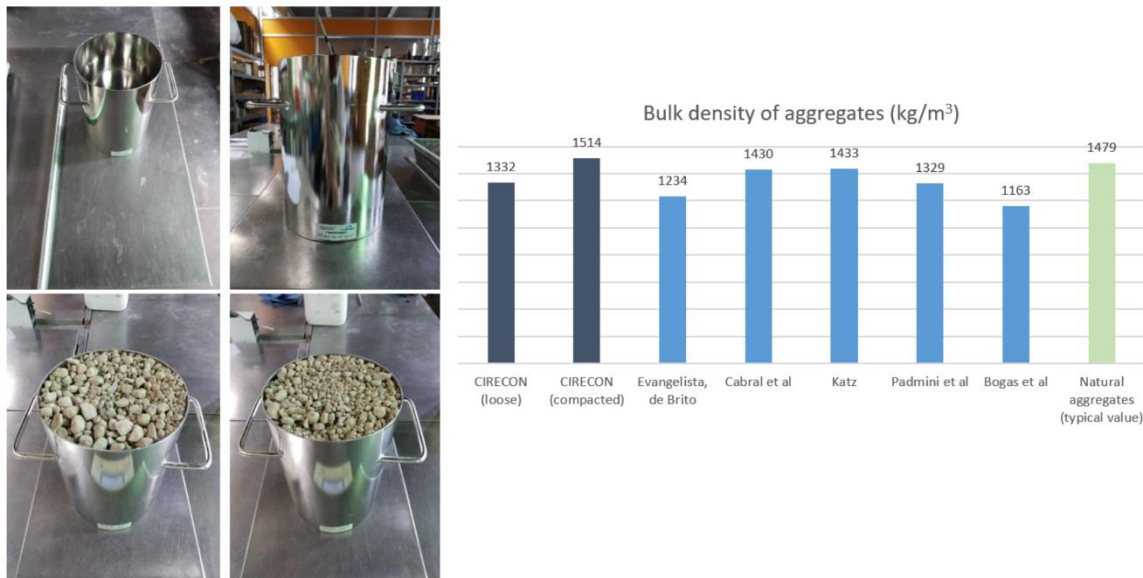 Bulk density of aggregates (kg/m³)
1332
1514
1234
1430
1433
1329
1163
1479
CIRECON
(loose)
CIRECON
(compacted)
Evangelista,
de Brito
Cabral et al
Katz
Padmini et al
Bogas et al
Natural
aggregates
(typical value)